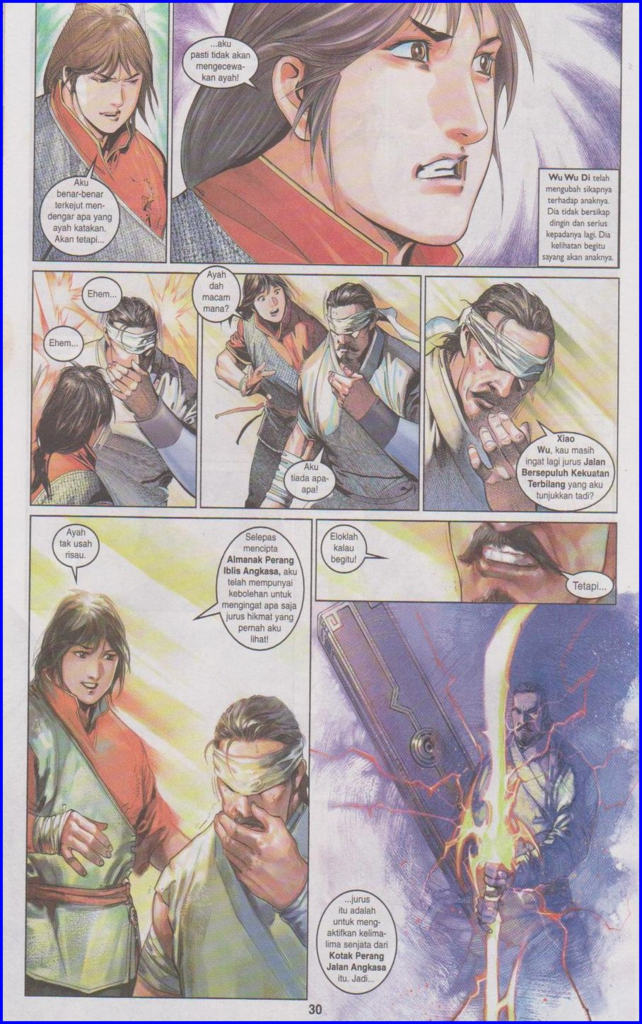 Aku
benar-benar
terkejut men-
dengar apa yang
ayah katakan.
Akan tetapi...
...aku
pasti tidak akan
mengecewa-
kan ayah!
Wu Wu Di telah
mengubah sikapnya
terhadap anaknya.
Dia tidak bersikap
dingin dan serius
kepadanya lagi. Dia
kelihatan begitu
sayang akan anaknya.
Ehem...
Ehem...
Ayah
dah
macam
mana?
Aku
tiada apa-
apa!
Xiao
Wu, kau masih
ingat lagi jurus Jalan
Bersepuluh Kekuatan
Terbilang yang aku
tunjukkan tadi?
Ayah
tak usah
risau.
Selepas
mencipta
Almanak Perang
Iblis Angkasa, aku
telah mempunyai
kebolehan untuk
mengingat apa saja
jurus hikmat yang
pernah aku
lihat!
Eloklah
kalau
begitu!
Tetapi...
...jurus
itu adalah
untuk meng-
aktifkan kelima-
lima senjata dari
Kotak Perang
Jalan Angkasa
itu. Jadi...
30